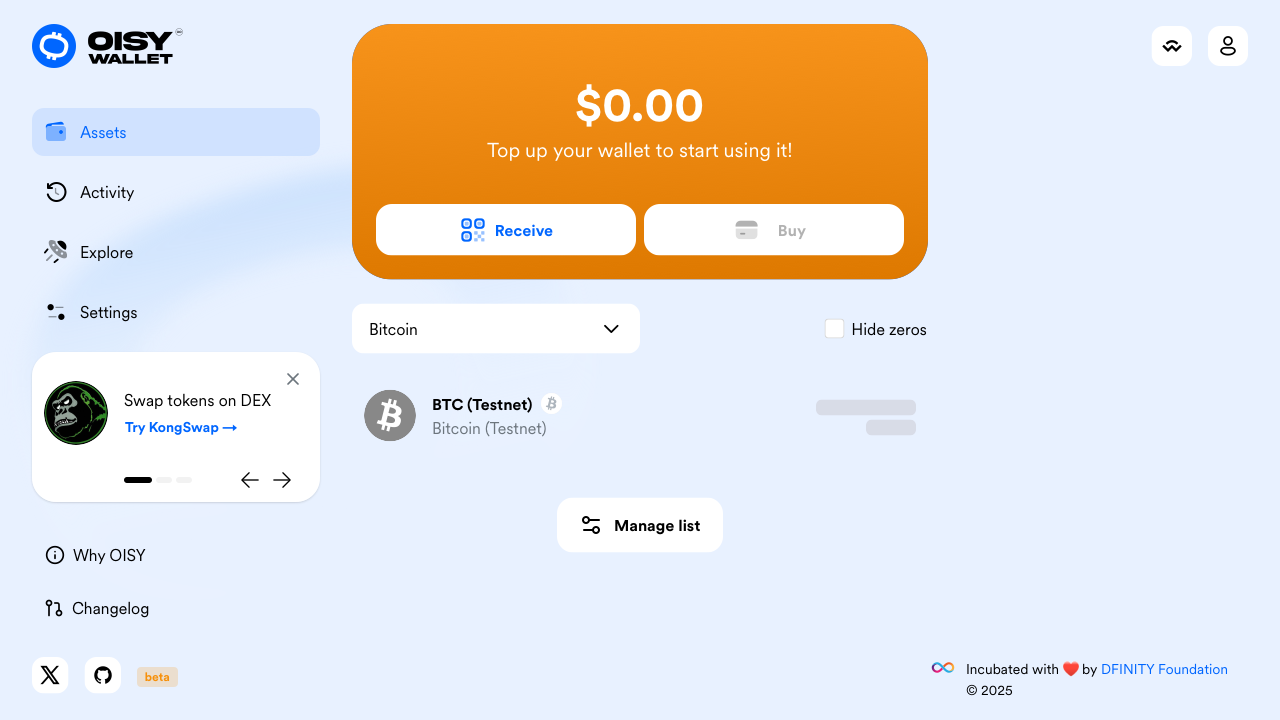 OISY
WALLET
Assets
Activity
Explore
Settings
Swap tokens on DEX
Try KongSwap →
Why OISY
Changelog
beta
$0.00
Top up your wallet to start using it!
Receive
Buy
Bitcoin
Hide zeros
BTC (Testnet)
Bitcoin (Testnet)
Manage list
Incubated with ❤️ by DFINITY Foundation
© 2025